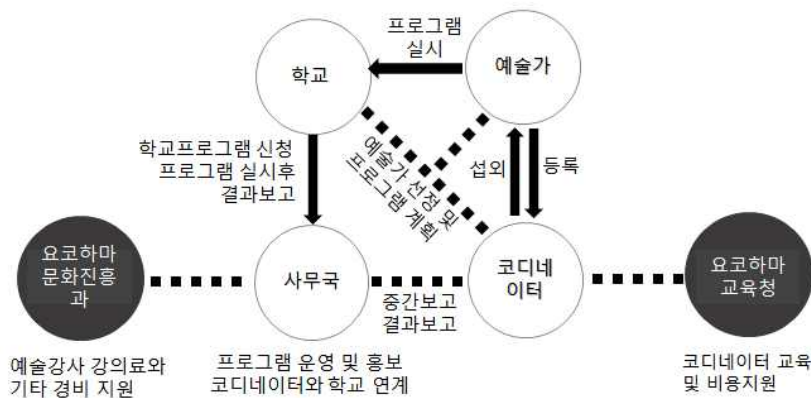 프로그램
실시
학교
예술가
학교프로그램 신청
프로그램 실시후
결과보고
예술가 선정 및
프로그램 계획
섭외
등록
요코하마
문화진흥
과
사무국
중간보고
결과보고
코디네
이터
요코하마
교육청
예술강사 강의료와
기타 경비 지원
프로그램 운영 및 홍보
코디네이터와 학교 연계
코디네이터 교육
및 비용지원